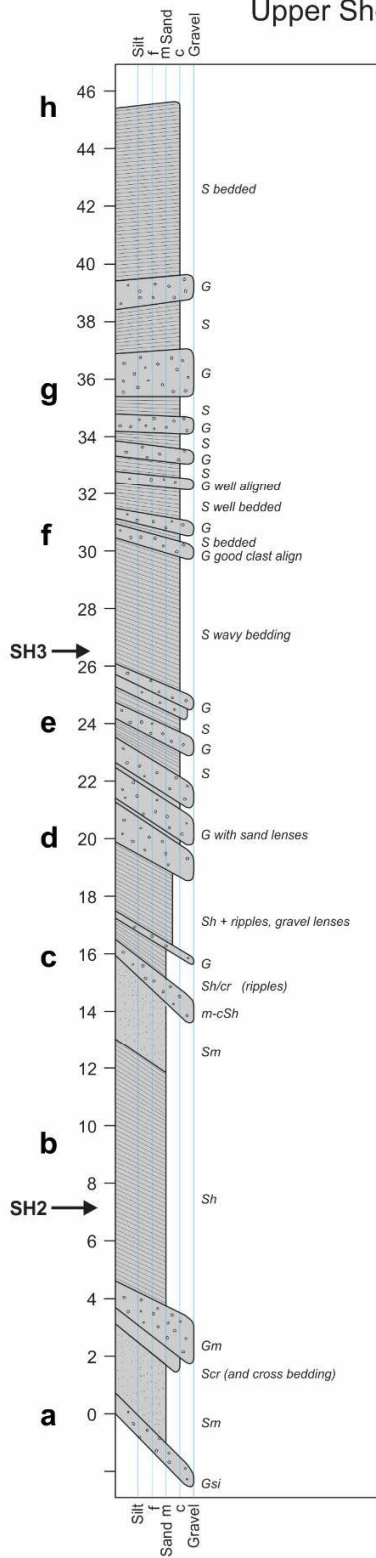 Upper Sh
Silt
f
m Sand
c
Gravel
46
h
44
S bedded
42
40
G
38
S
36
G
g
S
34
G
S
G
S
G well aligned
32
S well bedded
f
G
S bedded
30
G good clast align
28
S wavy bedding
SH3
26
G
24
e
S
G
S
22
20
d
G with sand lenses
18
Sh + ripples, gravel lenses
16
c
G
Sh/cr (ripples)
14
m-cSh
Sm
12
10
b
8
Sh
SH2
6
4
Gm
2
Scr (and cross bedding)
0
a
Sm
Gsi
Silt
f
Sand m
c
Gravel